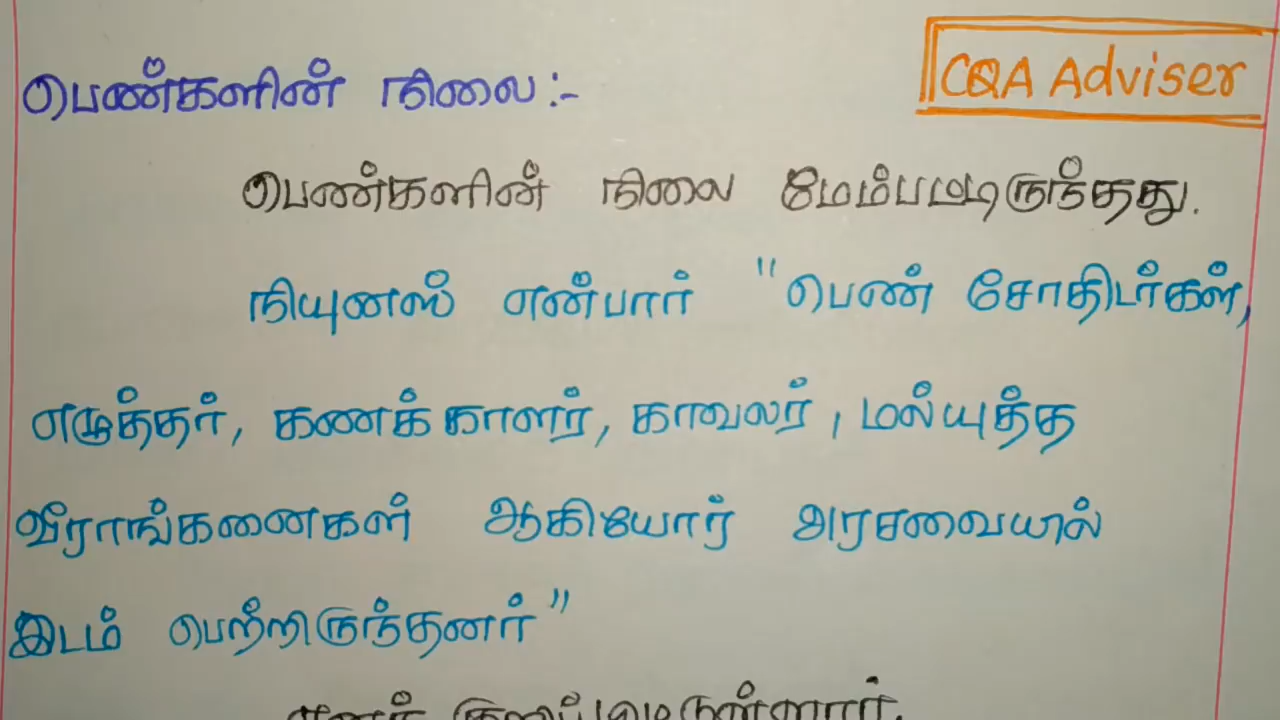 பெண்களின் நிலை :-
CQA Adviser
பெண்களின் நிலை மேம்பட்டிருந்தது.
நியுனஸ் என்பார் "பெண் சோதிடர்கள்,
எழுத்தர், கணக்காளர், காவலர், மல்யுத்த
வீராங்கனைகள் ஆகியோர் அரசவையில்
இடம் பெற்றிருந்தனர்"
எனக்